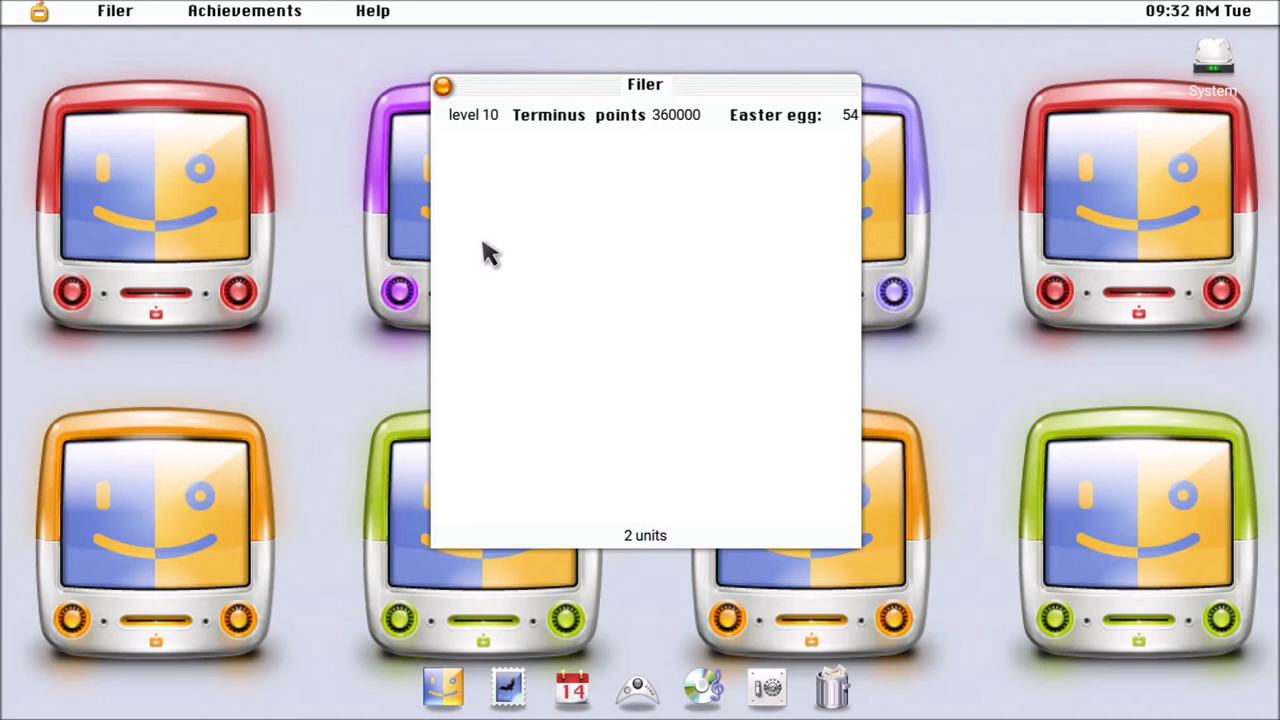 Filer Achievements Help 09:32 AM Tue
System
Filer
level 10 Terminus points 360000 Easter egg: 54
2 units
14